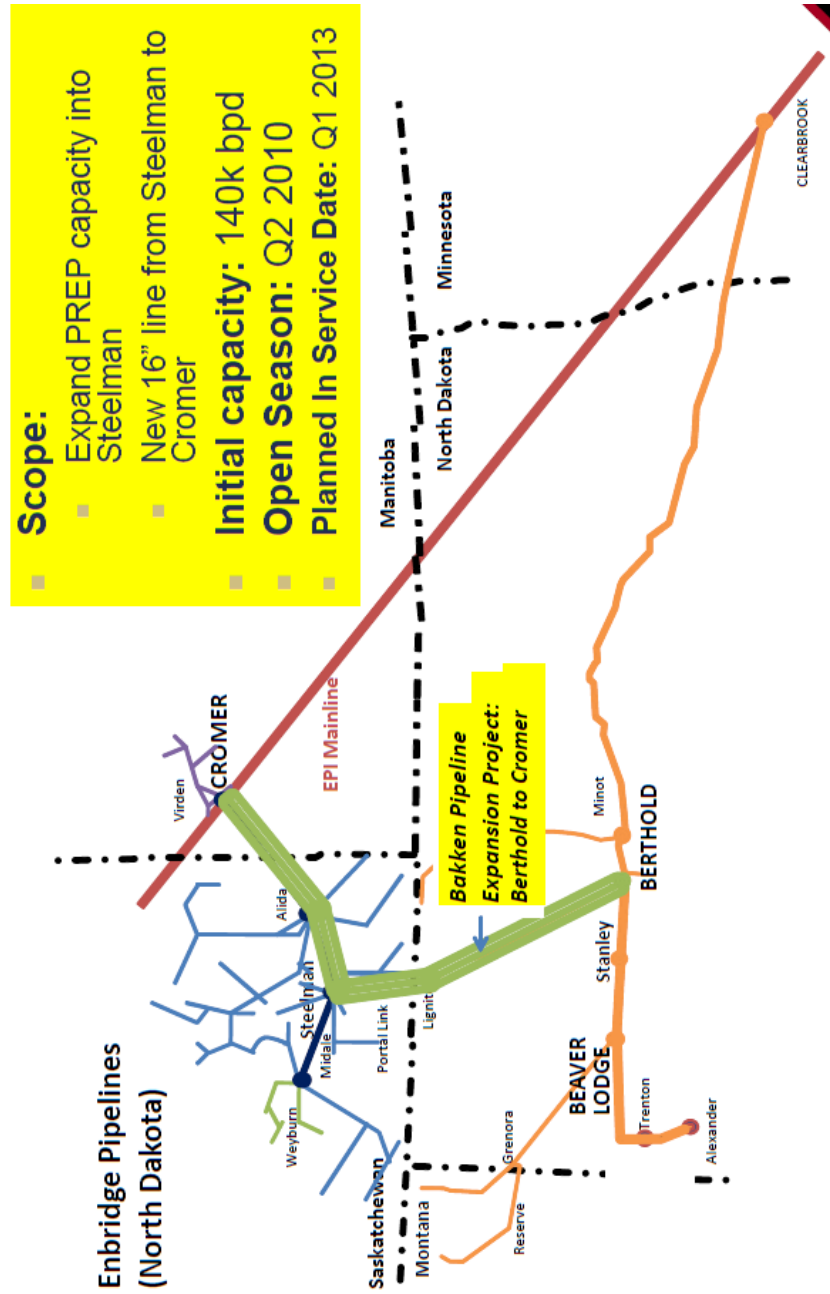 Enbridge Pipelines
(North Dakota)
Scope:
Expand PREP capacity into
Steelman
New 16” line from Steelman to
Cromer
Initial capacity: 140k bpd
Open Season: Q2 2010
Planned In Service Date: Q1 2013
Virden
CROMER
Alida
Steelman
Weyburn
Midale
Portal Link
EPI Mainline
Saskatchewan
Manitoba
Montana
Lignit
North Dakota
Minnesota
Bakken Pipeline
Expansion Project:
Berthold to Cromer
Grenora
Reserve
BEAVER
LODGE
Stanley
Minot
BERTHOLD
Trenton
Alexander
CLEARBROOK